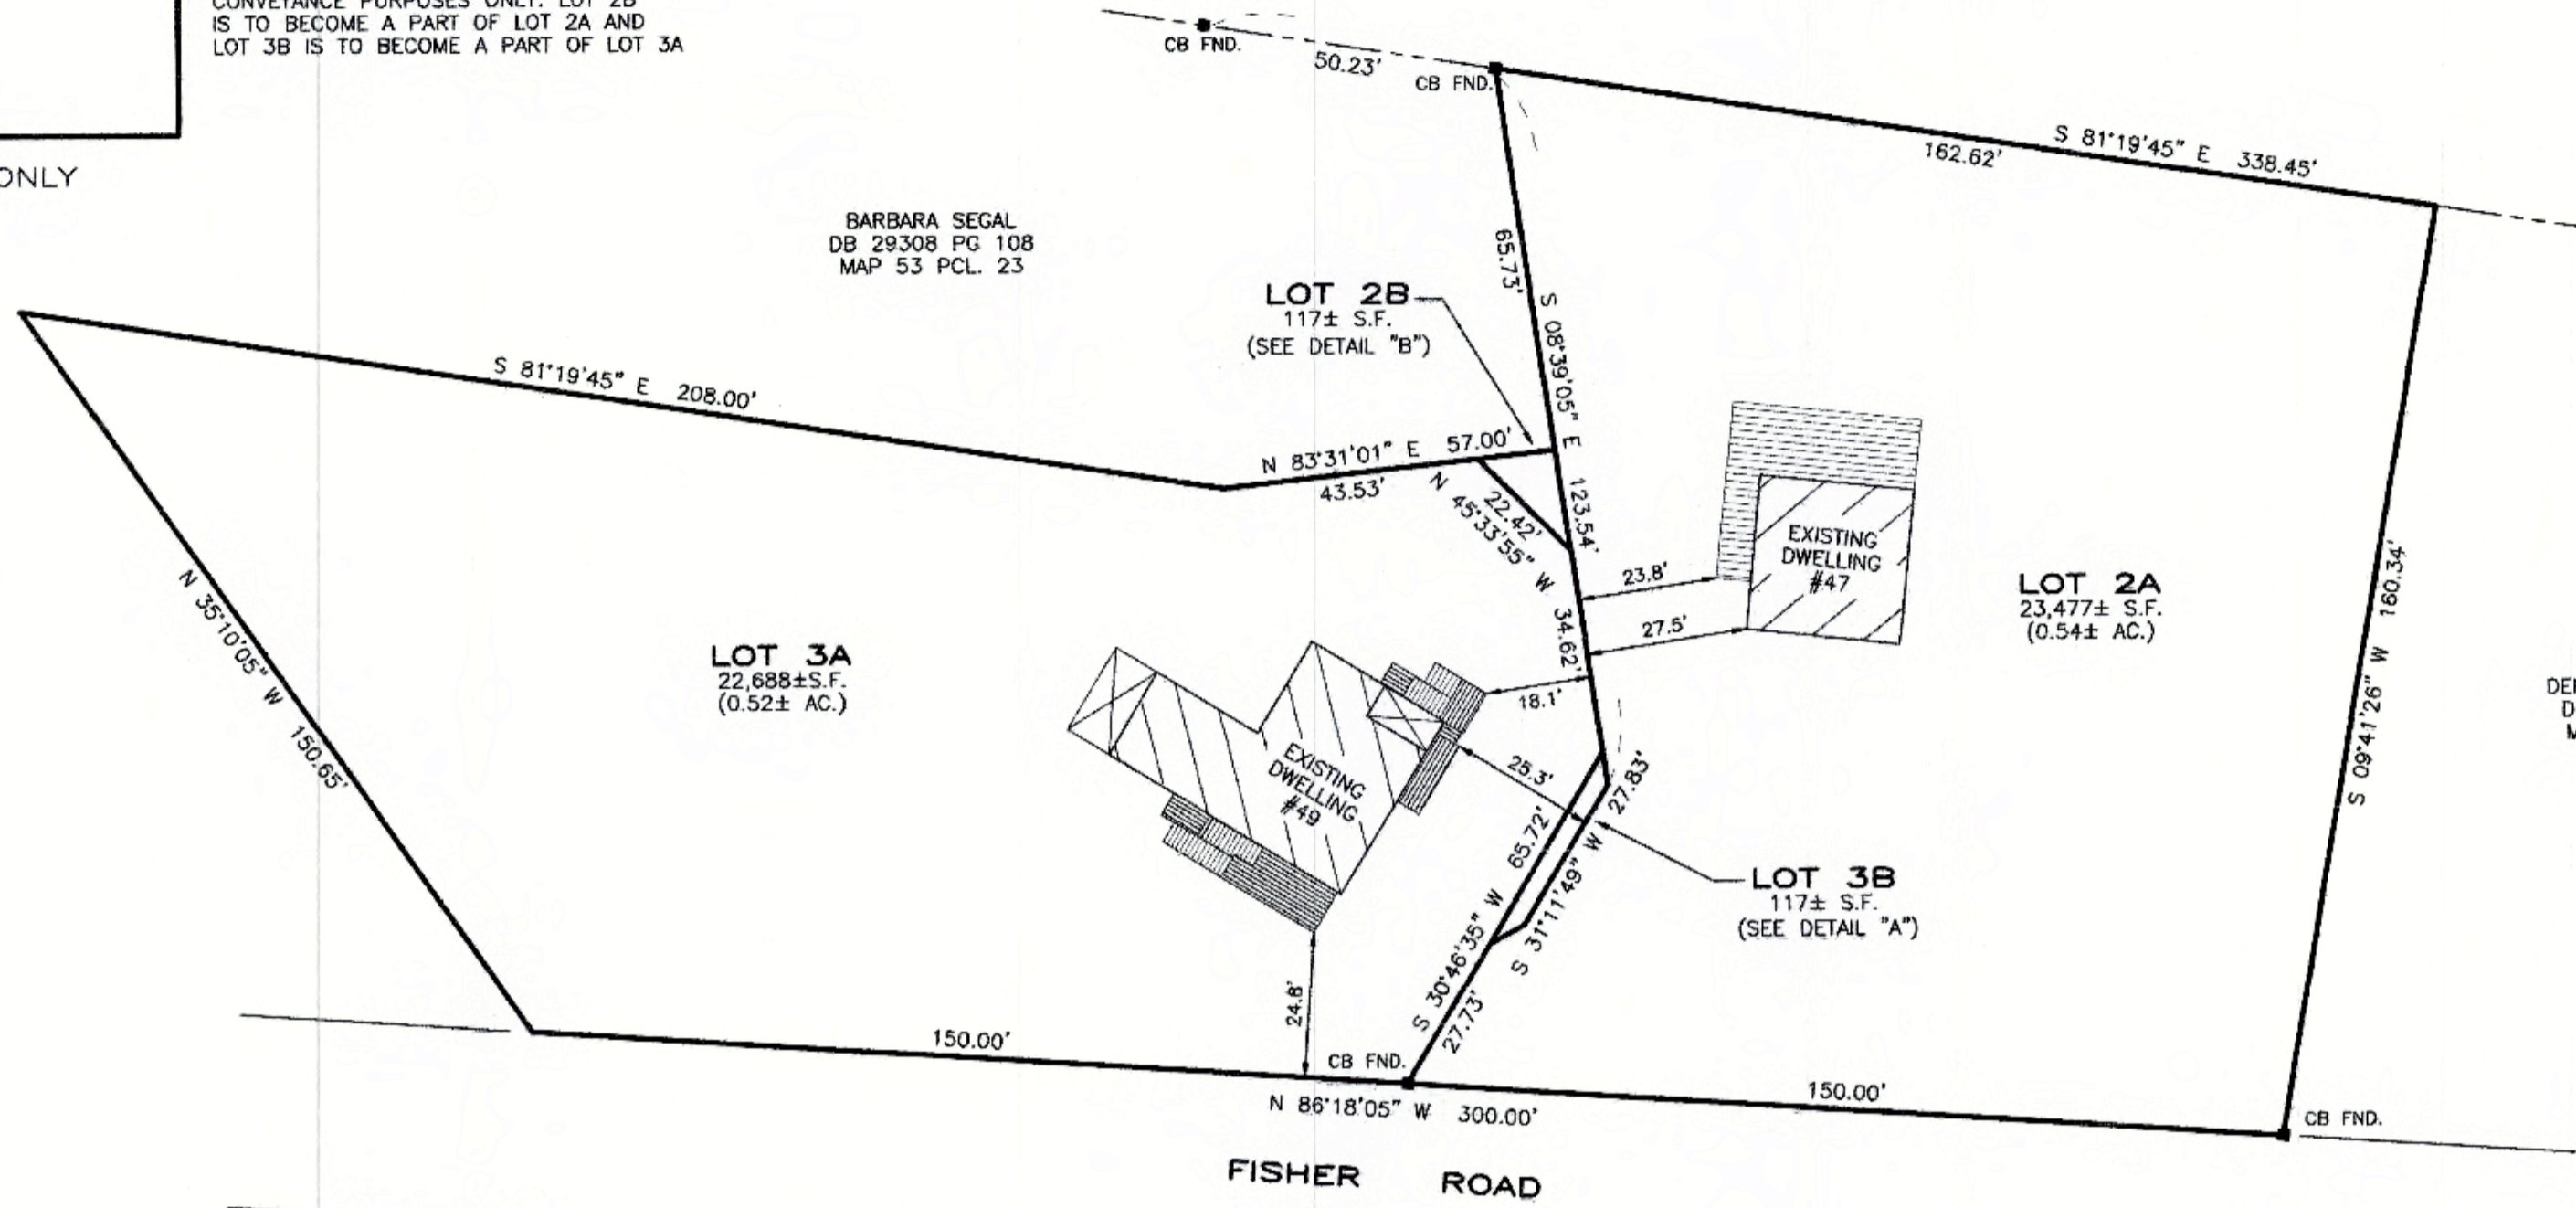 CONVEYANCE PURPOSES ONLY. LOT 2B
IS TO BECOME A PART OF LOT 2A AND
LOT 3B IS TO BECOME A PART OF LOT 3A
ONLY
CB FND.
50.23'
CB FND.
S 81°19'45" E 338.45'
162.62'
BARBARA SEGAL
DB 29308 PG 108
MAP 53 PCL. 23
65.73'
S 08°39'05" E 123.54'
LOT 2B
117± S.F.
(SEE DETAIL "B")
S 81°19'45" E 208.00'
N 83°31'01" E 57.00'
43.53'
22.42'
N 45°33'55" W
34.62'
23.8'
27.5'
18.1'
EXISTING
DWELLING
#47
LOT 2A
23,477± S.F.
(0.54± AC.)
S 09°41'26" W 160.34'
N 35°10'05" W 150.65'
LOT 3A
22,688±S.F.
(0.52± AC.)
EXISTING
DWELLING
#49
25.3'
27.83'
S 31°11'49" W
S 30°46'35" W 65.72'
27.73'
LOT 3B
117± S.F.
(SEE DETAIL "A")
24.8'
150.00'
CB FND.
150.00'
N 86°18'05" W 300.00'
CB FND.
FISHER ROAD